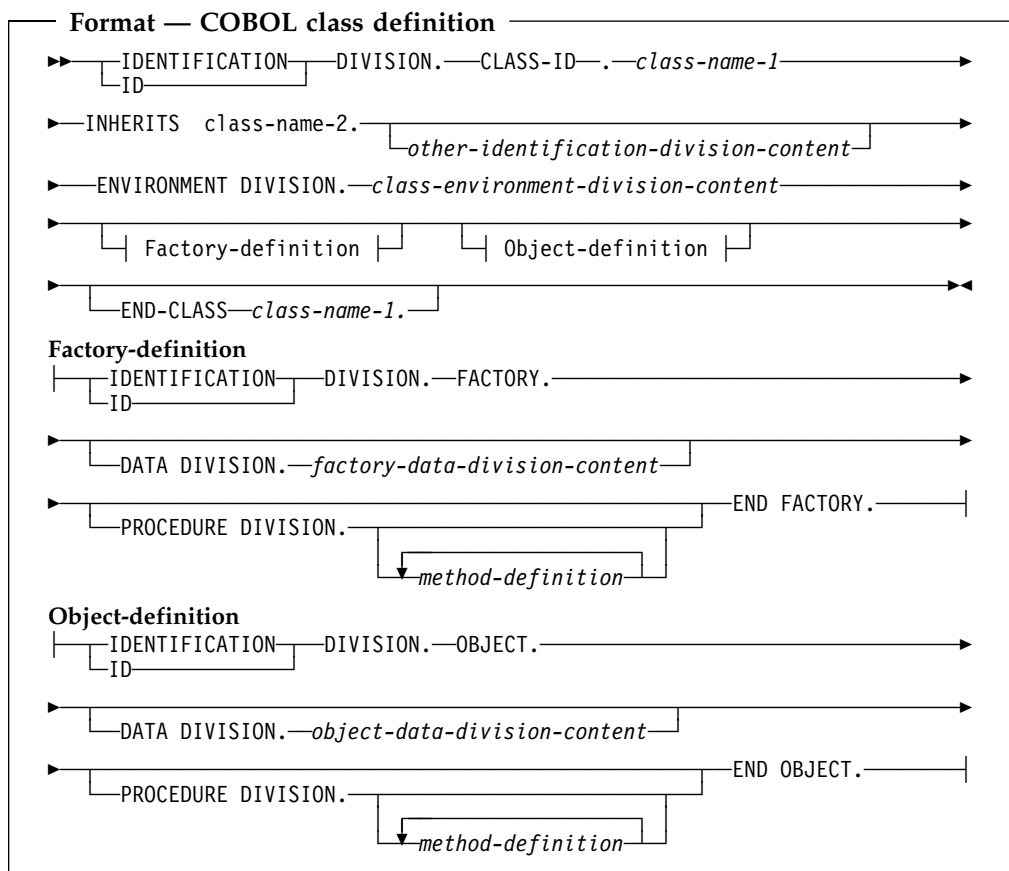 Format — COBOL class definition
IDENTIFICATION DIVISION. CLASS-ID . class-name-1
ID
INHERITS class-name-2.
other-identification-division-content
ENVIRONMENT DIVISION. class-environment-division-content
Factory-definition Object-definition
END-CLASS class-name-1.
Factory-definition
IDENTIFICATION DIVISION. FACTORY.
ID
DATA DIVISION. factory-data-division-content
END FACTORY.
PROCEDURE DIVISION.
method-definition
Object-definition
IDENTIFICATION DIVISION. OBJECT.
ID
DATA DIVISION. object-data-division-content
END OBJECT.
PROCEDURE DIVISION.
method-definition